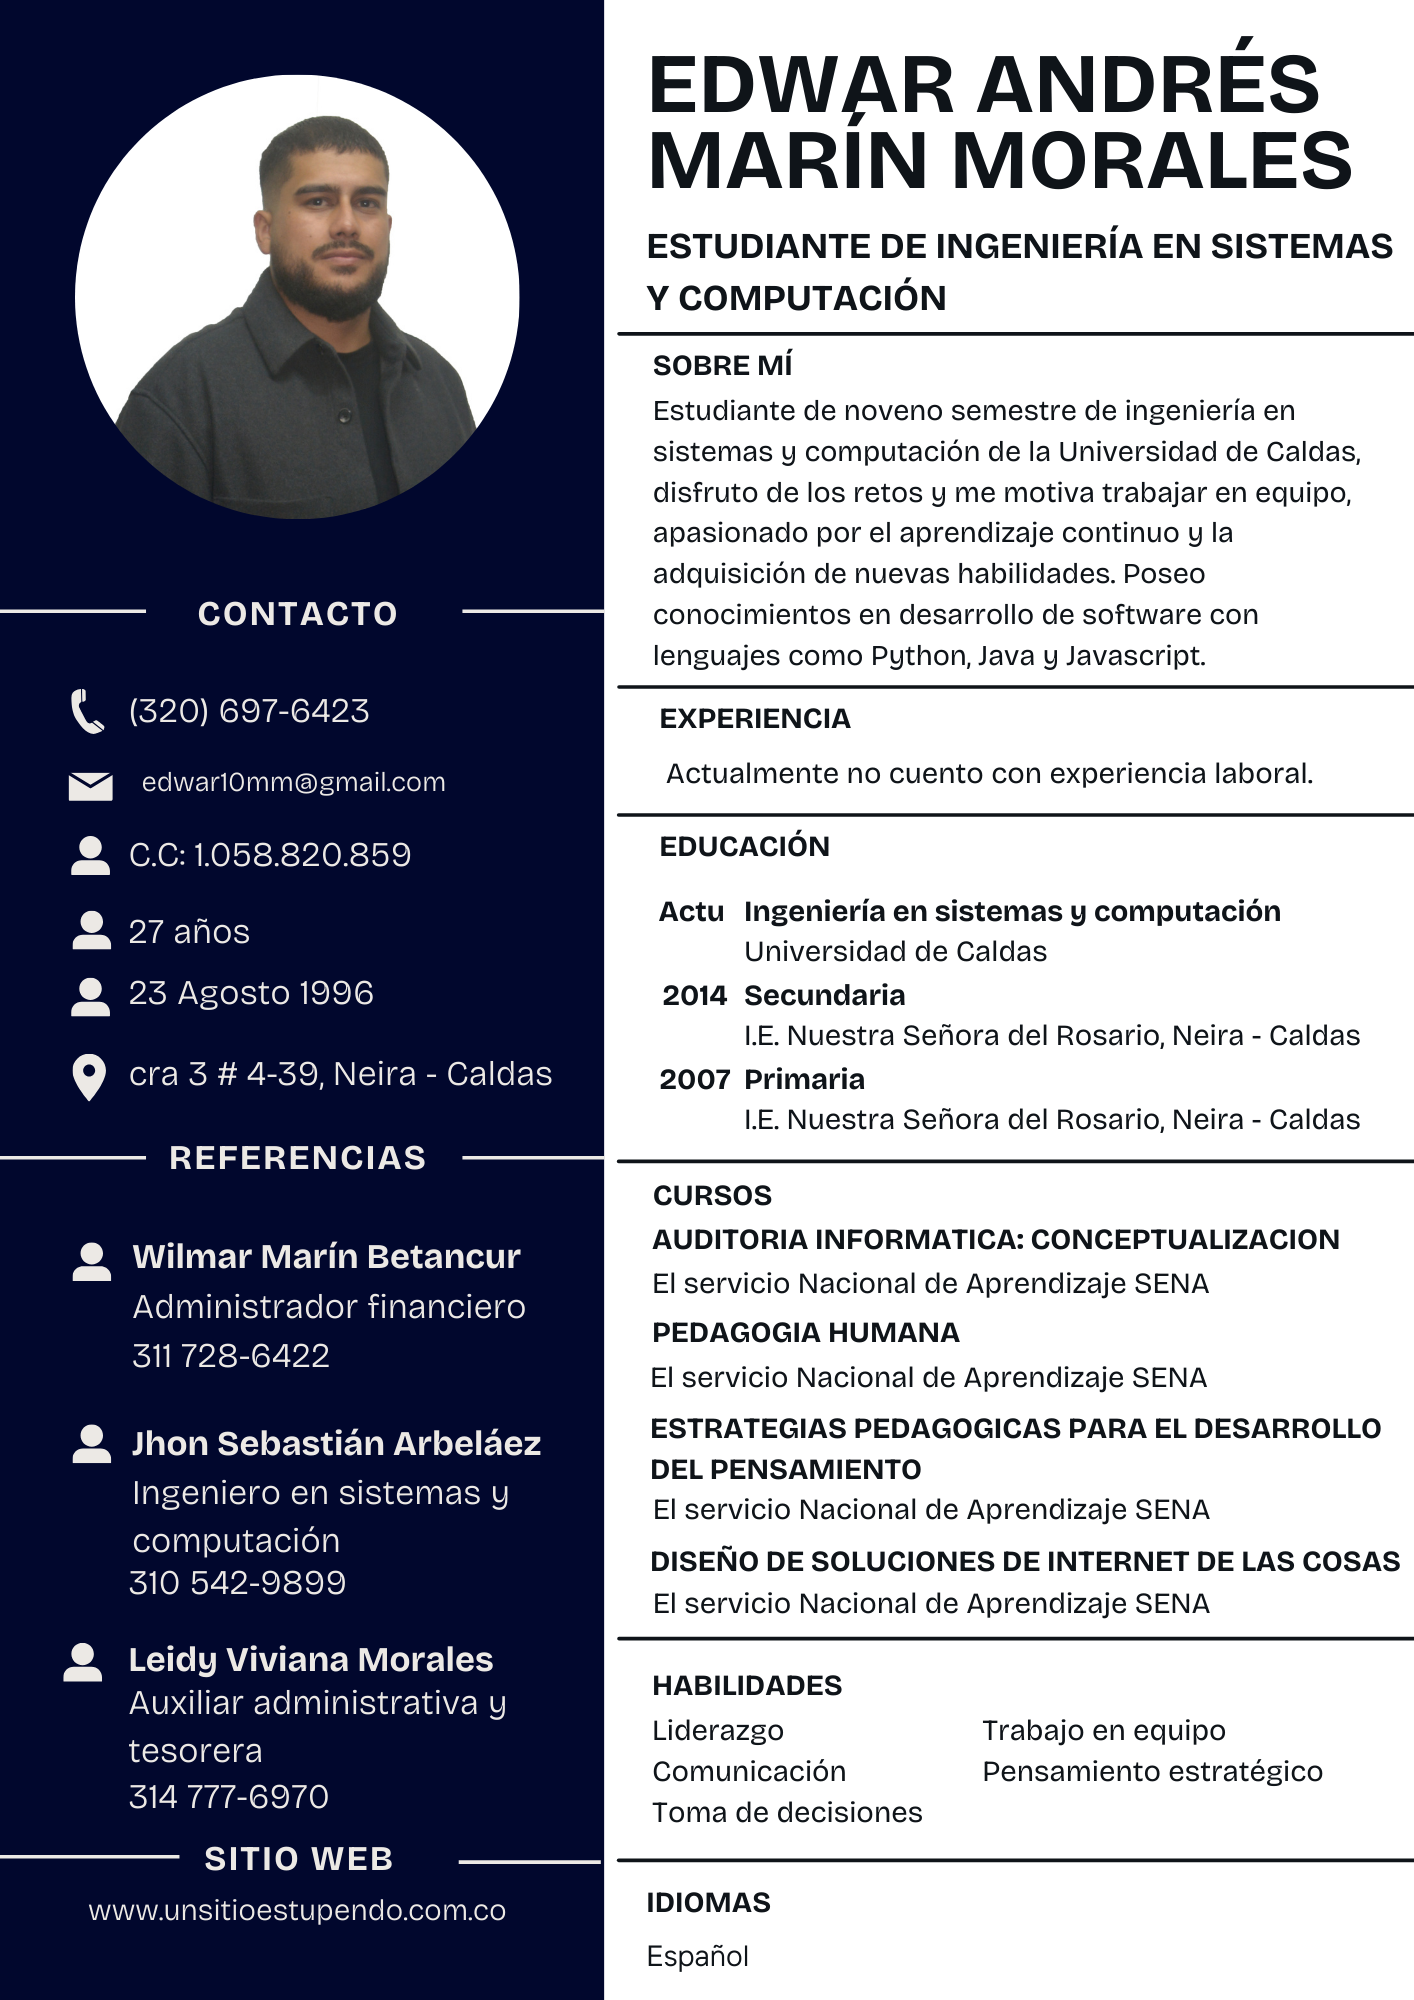 CONTACTO
(320) 697-6423
edwar10mm@gmail.com
C.C: 1.058.820.859
27 años
23 Agosto 1996
cra 3 # 4-39, Neira - Caldas
REFERENCIAS
Wilmar Marín Betancur
Administrador financiero
311 728-6422
Jhon Sebastián Arbeláez
Ingeniero en sistemas y
computación
310 542-9899
Leidy Viviana Morales
Auxiliar administrativa y
tesorera
314 777-6970
SITIO WEB
www.unsitioestupendo.com.co
EDWAR ANDRÉS
MARÍN MORALES
ESTUDIANTE DE INGENIERÍA EN SISTEMAS
Y COMPUTACIÓN
SOBRE MÍ
Estudiante de noveno semestre de ingeniería en
sistemas y computación de la Universidad de Caldas,
disfruto de los retos y me motiva trabajar en equipo,
apasionado por el aprendizaje continuo y la
adquisición de nuevas habilidades. Poseo
conocimientos en desarrollo de software con
lenguajes como Python, Java y Javascript.
EXPERIENCIA
Actualmente no cuento con experiencia laboral.
EDUCACIÓN
Actu Ingeniería en sistemas y computación
Universidad de Caldas
2014 Secundaria
I.E. Nuestra Señora del Rosario, Neira - Caldas
2007 Primaria
I.E. Nuestra Señora del Rosario, Neira - Caldas
CURSOS
AUDITORIA INFORMATICA: CONCEPTUALIZACION
El servicio Nacional de Aprendizaje SENA
PEDAGOGIA HUMANA
El servicio Nacional de Aprendizaje SENA
ESTRATEGIAS PEDAGOGICAS PARA EL DESARROLLO
DEL PENSAMIENTO
El servicio Nacional de Aprendizaje SENA
DISEÑO DE SOLUCIONES DE INTERNET DE LAS COSAS
El servicio Nacional de Aprendizaje SENA
HABILIDADES
Liderazgo
Comunicación
Toma de decisiones
Trabajo en equipo
Pensamiento estratégico
IDIOMAS
Español